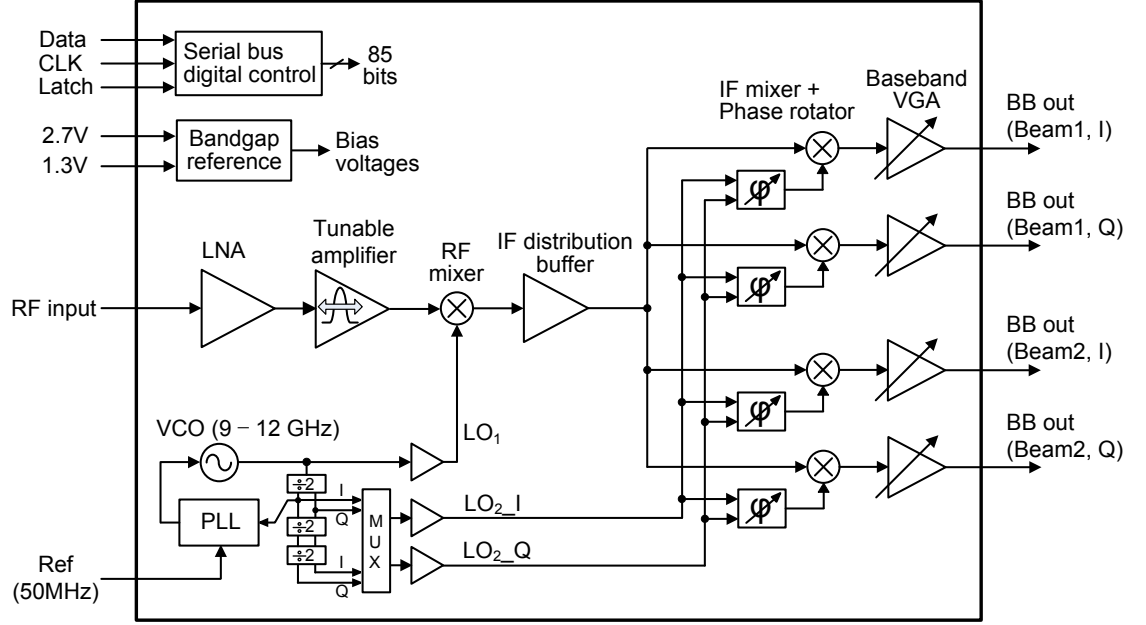 Data
CLK
Latch
Serial bus
digital control
85
bits
2.7V
1.3V
Bandgap
reference
Bias
voltages
IF mixer +
Phase rotator
Baseband
VGA
BB out
(Beam1, I)
φ
BB out
(Beam1, Q)
φ
RF input
LNA
Tunable
amplifier
RF
mixer
IF distribution
buffer
BB out
(Beam2, I)
φ
BB out
(Beam2, Q)
φ
VCO (9 – 12 GHz)
LO1
÷2
I
Q
÷2
÷2
I
Q
PLL
M
U
X
LO2_I
LO2_Q
Ref
(50MHz)